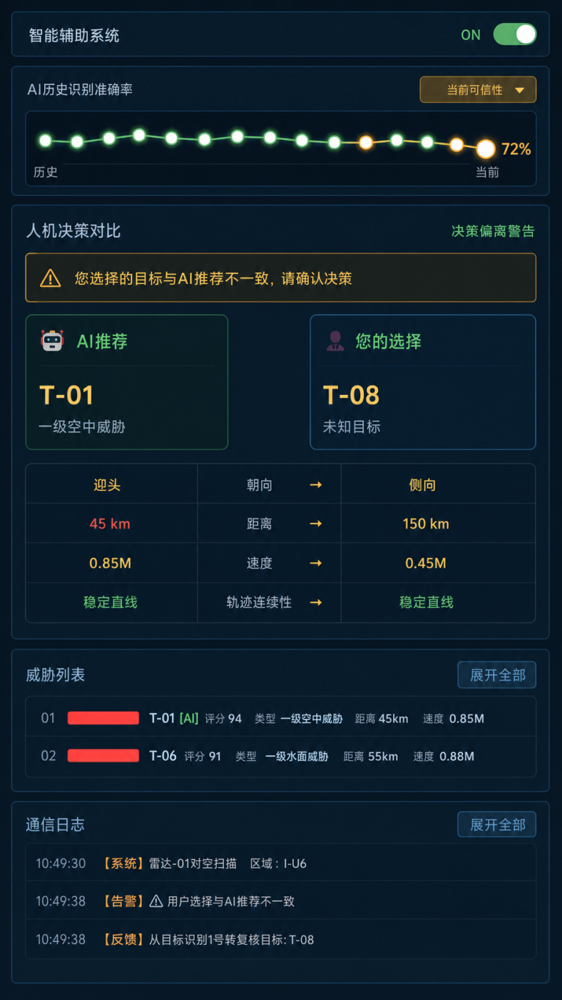 智能辅助系统 ON
AI历史识别准确率 当前可信性
72%
历史 当前
人机决策对比 决策偏离警告
您选择的目标与AI推荐不一致，请确认决策
AI推荐 您的选择
T-01 T-08
一级空中威胁 未知目标
迎头 朝向 → 侧向
45 km 距离 → 150 km
0.85M 速度 → 0.45M
稳定直线 轨迹连续性 → 稳定直线
威胁列表 展开全部
01 T-01 [AI] 评分 94 类型 一级空中威胁 距离 45km 速度 0.85M
02 T-06 评分 91 类型 一级水面威胁 距离 55km 速度 0.88M
通信日志 展开全部
10:49:30 【系统】雷达-01对空扫描 区域：I-U6
10:49:38 【告警】⚠ 用户选择与AI推荐不一致
10:49:38 【反馈】从目标识别1号转复核目标: T-08